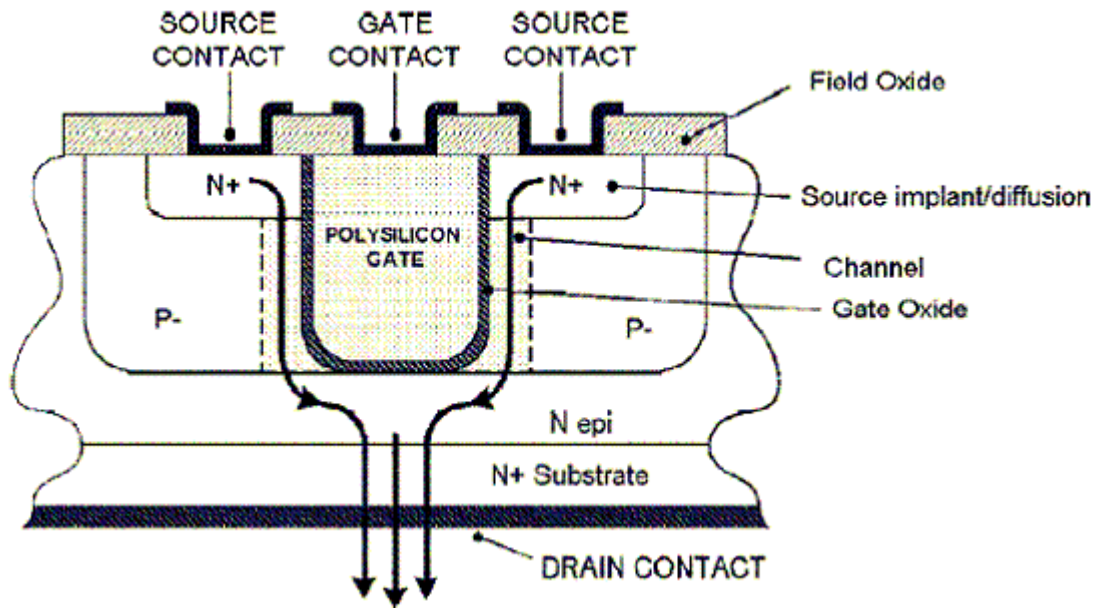 SOURCE
CONTACT
GATE
CONTACT
SOURCE
CONTACT
Field Oxide
N+
N+
Source implant/diffusion
POLYSILICON
GATE
Channel
Gate Oxide
P-
P-
N epi
N+ Substrate
DRAIN CONTACT